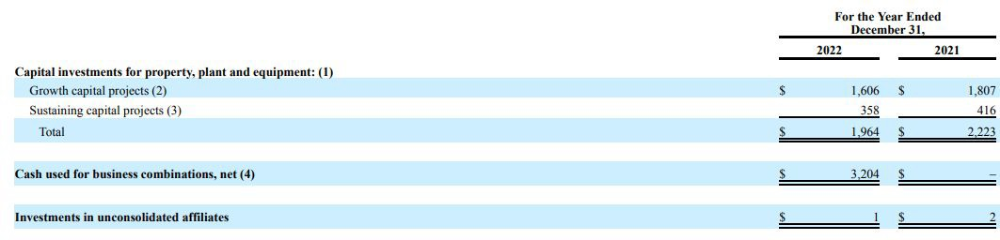 For the Year Ended
December 31,
2022 2021
Capital investments for property, plant and equipment: (1)
Growth capital projects (2) $ 1,606 $ 1,807
Sustaining capital projects (3) 358 416
Total $ 1,964 $ 2,223
Cash used for business combinations, net (4) $ 3,204 $ –
Investments in unconsolidated affiliates $ 1 $ 2